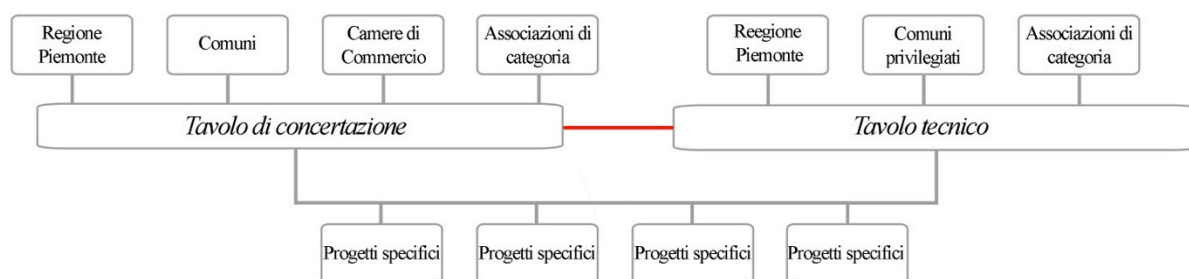 Regione
Piemonte
Comuni
Camere di
Commercio
Associazioni di
categoria
Reegione
Piemonte
Comuni
privilegiati
Associazioni di
categoria
Tavolo di concertazione
Tavolo tecnico
Progetti specifici
Progetti specifici
Progetti specifici
Progetti specifici